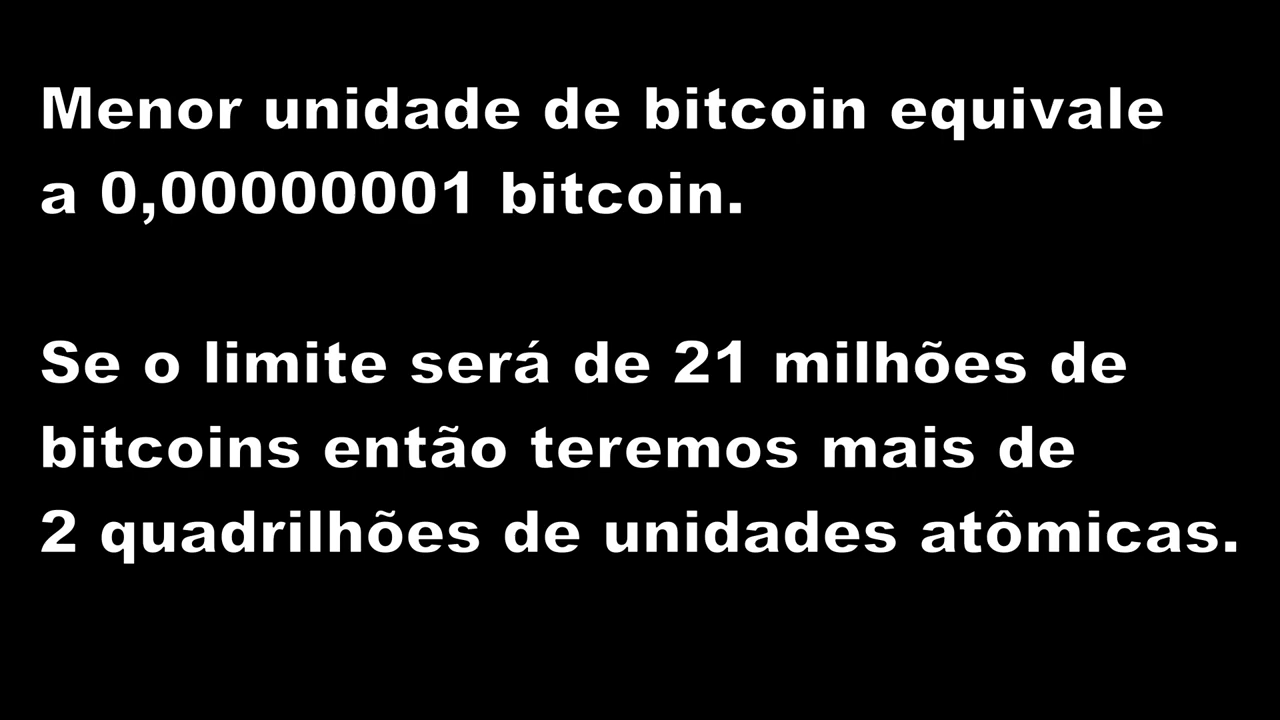 Menor unidade de bitcoin equivale
a 0,00000001 bitcoin.
Se o limite será de 21 milhões de
bitcoins então teremos mais de
2 quadrilhões de unidades atômicas.